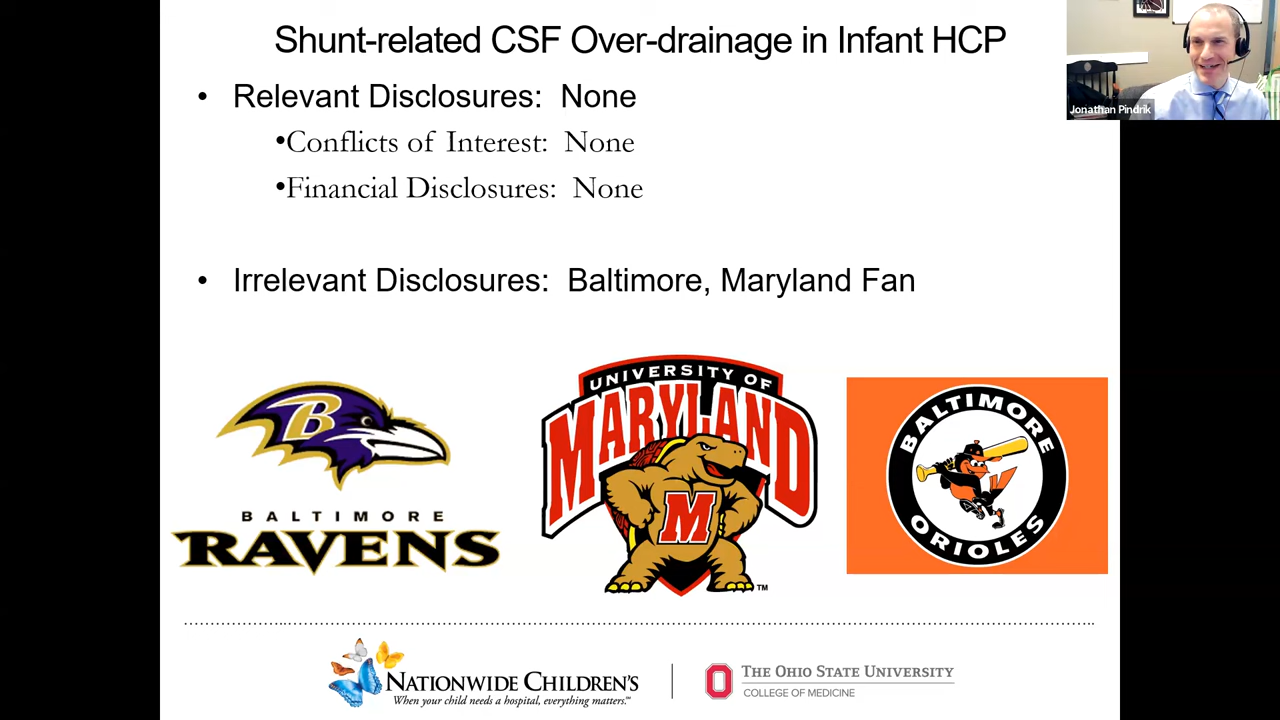 Shunt-related CSF Over-drainage in Infant HCP
Jonathan Pindrik
• Relevant Disclosures: None
•Conflicts of Interest: None
•Financial Disclosures: None
• Irrelevant Disclosures: Baltimore, Maryland Fan
B
BALTIMORE
RAVENS
UNIVERSITY OF
MARYLAND
M
TM
BALTIMORE
ORIOLES
NATIONWIDE CHILDREN'S
When your child needs a hospital, everything matters.™
THE OHIO STATE UNIVERSITY
COLLEGE OF MEDICINE